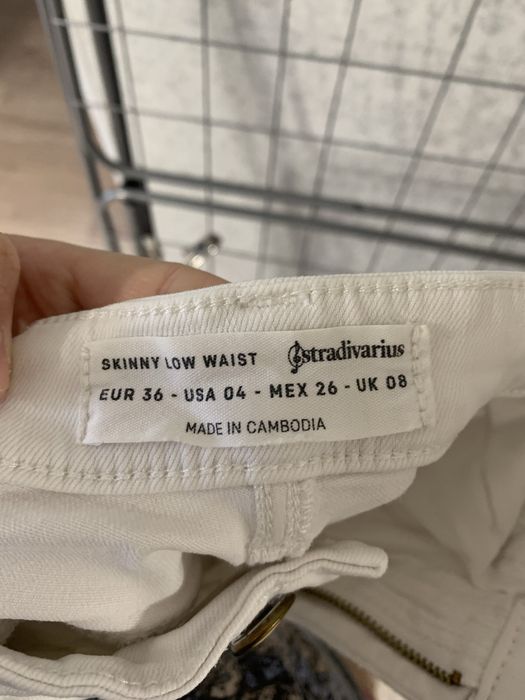 SKINNY LOW WAIST stradivarius
EUR 36 - USA 04 - MEX 26 - UK 08
MADE IN CAMBODIA